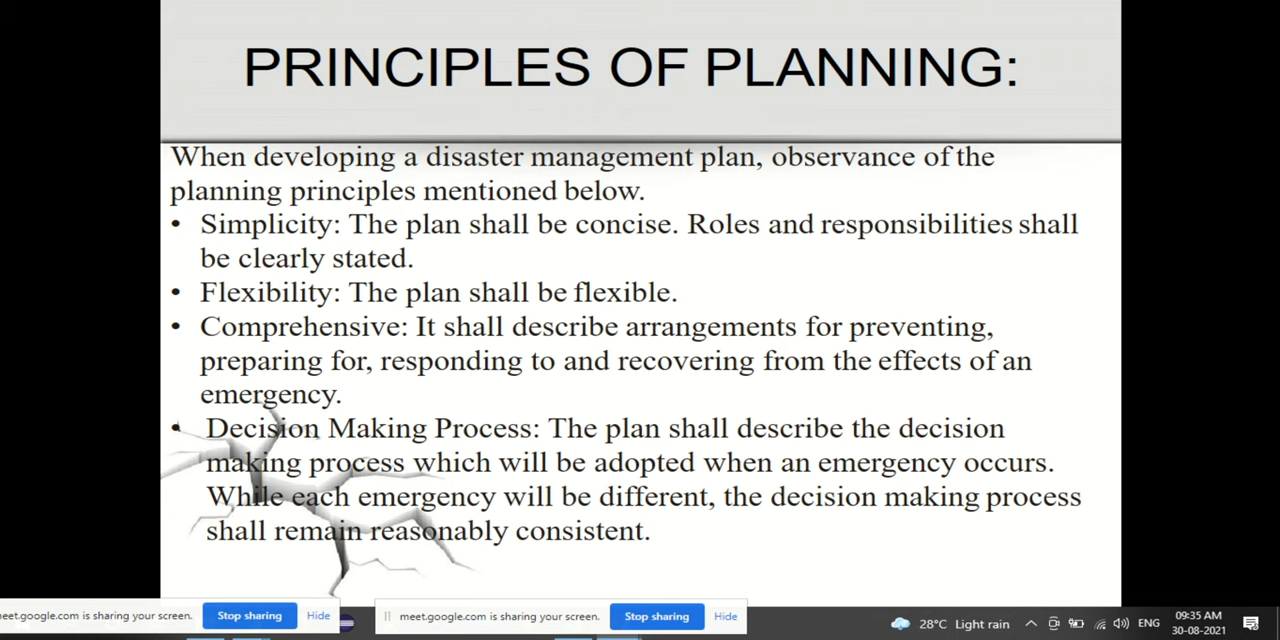 PRINCIPLES OF PLANNING:
When developing a disaster management plan, observance of the
planning principles mentioned below.
• Simplicity: The plan shall be concise. Roles and responsibilities shall
be clearly stated.
• Flexibility: The plan shall be flexible.
• Comprehensive: It shall describe arrangements for preventing,
preparing for, responding to and recovering from the effects of an
emergency.
• Decision Making Process: The plan shall describe the decision
making process which will be adopted when an emergency occurs.
While each emergency will be different, the decision making process
shall remain reasonably consistent.
meet.google.com is sharing your screen. Stop sharing Hide
meet.google.com is sharing your screen. Stop sharing Hide
28°C Light rain ENG 09:35 AM
30-08-2021